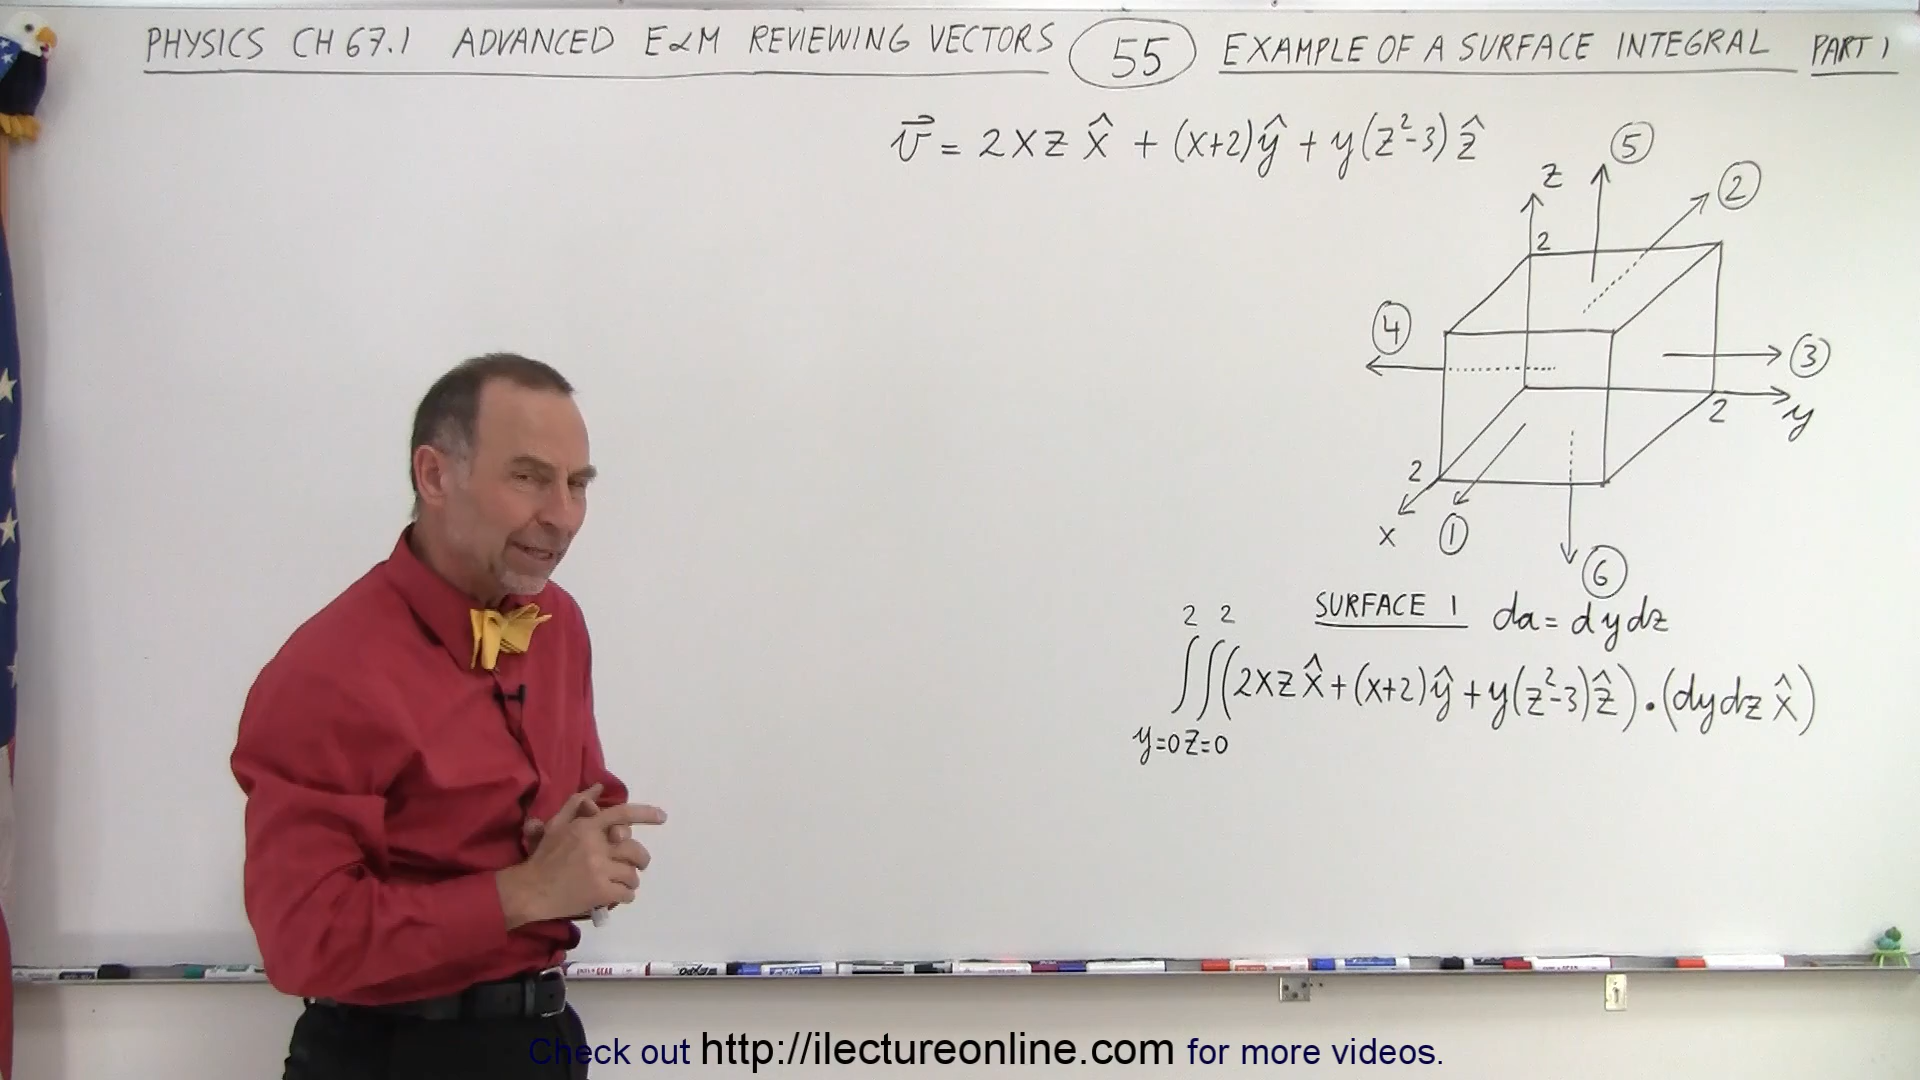 PHYSICS CH 67.1 ADVANCED E&M REVIEWING VECTORS 55 EXAMPLE OF A SURFACE INTEGRAL PART 1
v⃗ = 2xz x̂ + (x+2)ŷ + y(z²-3) ẑ
5
z
2
2
4
3
2
y
2
x
1
6
SURFACE 1 da = dydz
2 2
∫∫(2xz x̂ + (x+2)ŷ + y(z²-3)ẑ) • (dydz x̂)
y=0 z=0
EXPO
Check out http://ilectureonline.com for more videos.